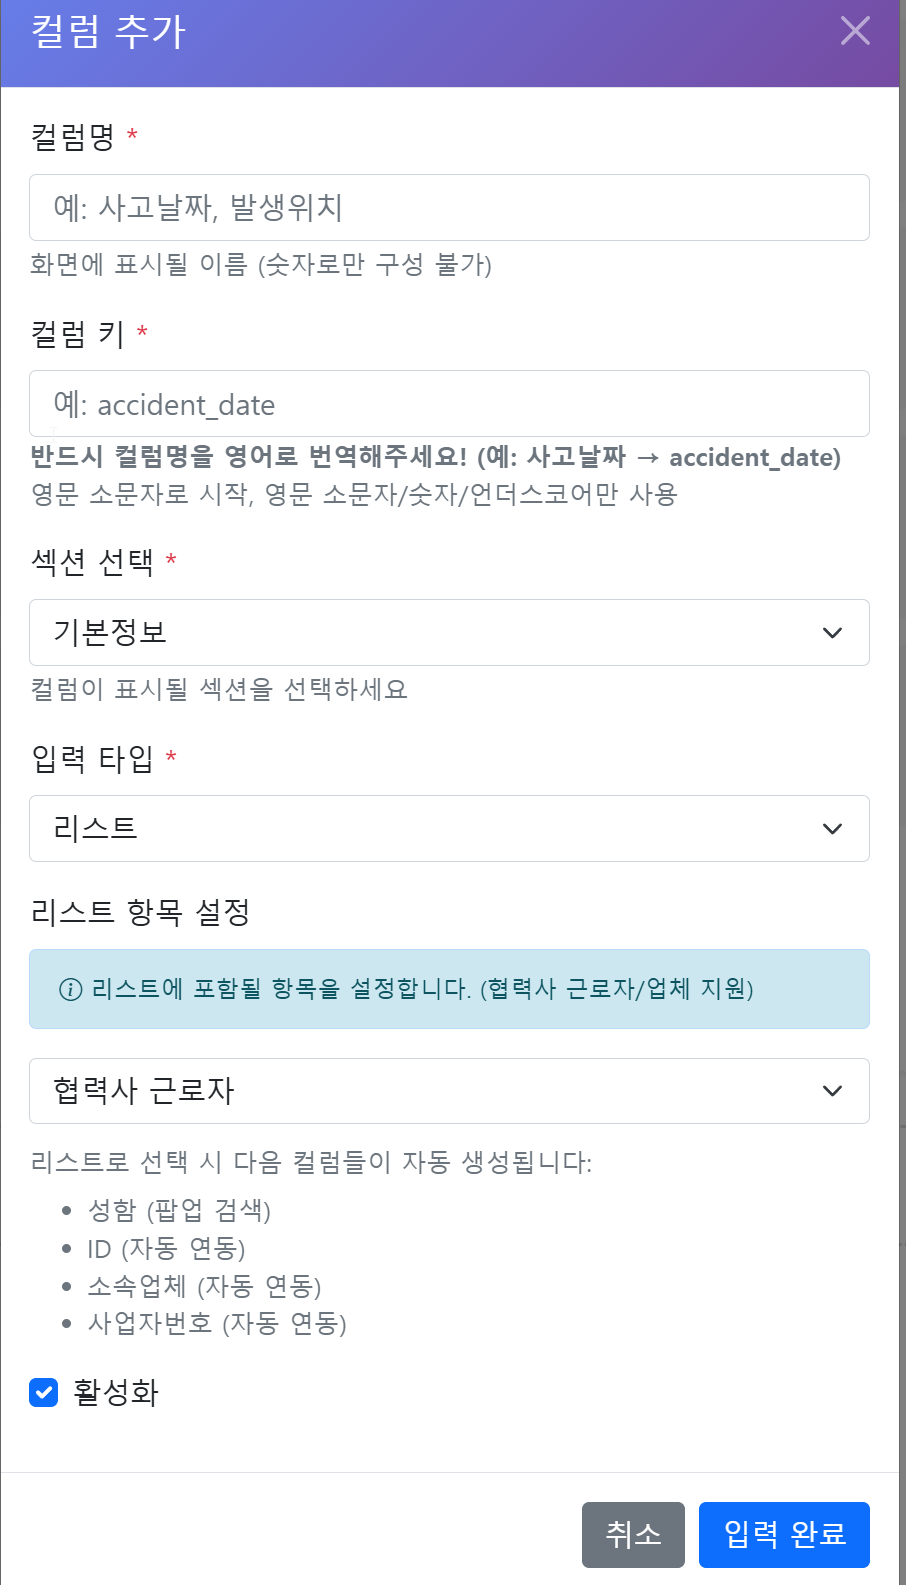 컬럼 추가
컬럼명 *
예: 사고날짜, 발생위치
화면에 표시될 이름 (숫자로만 구성 불가)
컬럼 키 *
예: accident_date
반드시 컬럼명을 영어로 번역해주세요! (예: 사고날짜 → accident_date)
영문 소문자로 시작, 영문 소문자/숫자/언더스코어만 사용
섹션 선택 *
기본정보
컬럼이 표시될 섹션을 선택하세요
입력 타입 *
리스트
리스트 항목 설정
리스트에 포함될 항목을 설정합니다. (협력사 근로자/업체 지원)
협력사 근로자
리스트로 선택 시 다음 컬럼들이 자동 생성됩니다:
• 성함 (팝업 검색)
• ID (자동 연동)
• 소속업체 (자동 연동)
• 사업자번호 (자동 연동)
활성화
취소 입력 완료